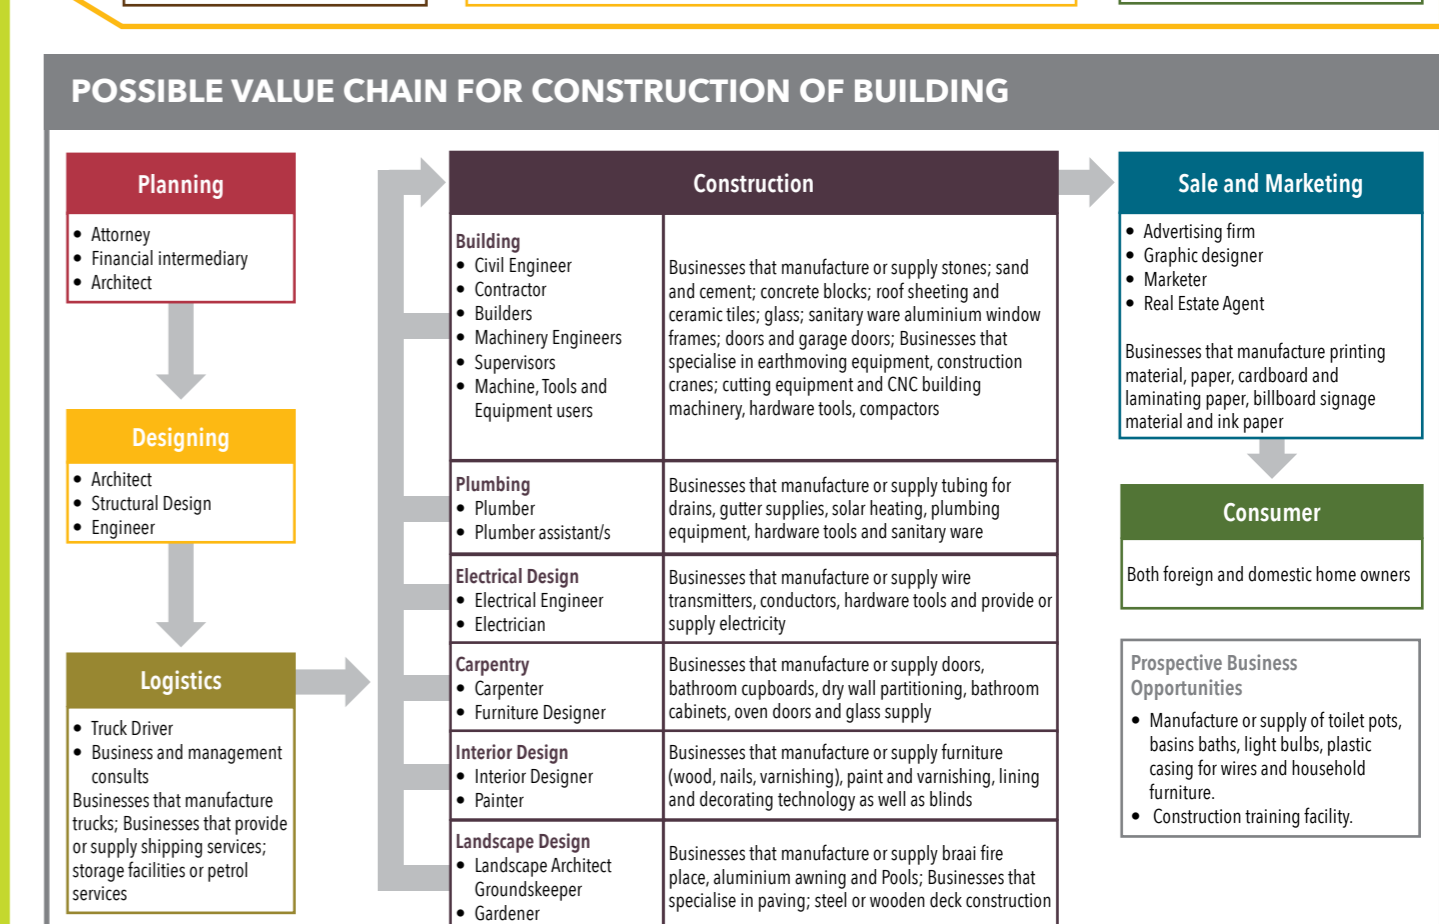 POSSIBLE VALUE CHAIN FOR CONSTRUCTION OF BUILDING
Planning
• Attorney
• Financial intermediary
• Architect
Designing
• Architect
• Structural Design
• Engineer
Logistics
• Truck Driver
• Business and management
consults
Businesses that manufacture
trucks; Businesses that provide
or supply shipping services;
storage facilities or petrol
services
Construction
Building
• Civil Engineer
• Contractor
• Builders
• Machinery Engineers
• Supervisors
• Machine, Tools and
Equipment users
Businesses that manufacture or supply stones; sand
and cement; concrete blocks; roof sheeting and
ceramic tiles; glass; sanitary ware aluminium window
frames; doors and garage doors; Businesses that
specialise in earthmoving equipment, construction
cranes; cutting equipment and CNC building
machinery, hardware tools, compactors
Plumbing
• Plumber
• Plumber assistant/s
Businesses that manufacture or supply tubing for
drains, gutter supplies, solar heating, plumbing
equipment, hardware tools and sanitary ware
Electrical Design
• Electrical Engineer
• Electrician
Businesses that manufacture or supply wire
transmitters, conductors, hardware tools and provide or
supply electricity
Carpentry
• Carpenter
• Furniture Designer
Businesses that manufacture or supply doors,
bathroom cupboards, dry wall partitioning, bathroom
cabinets, oven doors and glass supply
Interior Design
• Interior Designer
• Painter
Businesses that manufacture or supply furniture
(wood, nails, varnishing), paint and varnishing, lining
and decorating technology as well as blinds
Landscape Design
• Landscape Architect
Groundskeeper
• Gardener
Businesses that manufacture or supply braai fire
place, aluminium awning and Pools; Businesses that
specialise in paving; steel or wooden deck construction
Sale and Marketing
• Advertising firm
• Graphic designer
• Marketer
• Real Estate Agent
Businesses that manufacture printing
material, paper, cardboard and
laminating paper, billboard signage
material and ink paper
Consumer
Both foreign and domestic home owners
Prospective Business
Opportunities
• Manufacture or supply of toilet pots,
basins baths, light bulbs, plastic
casing for wires and household
furniture.
• Construction training facility.